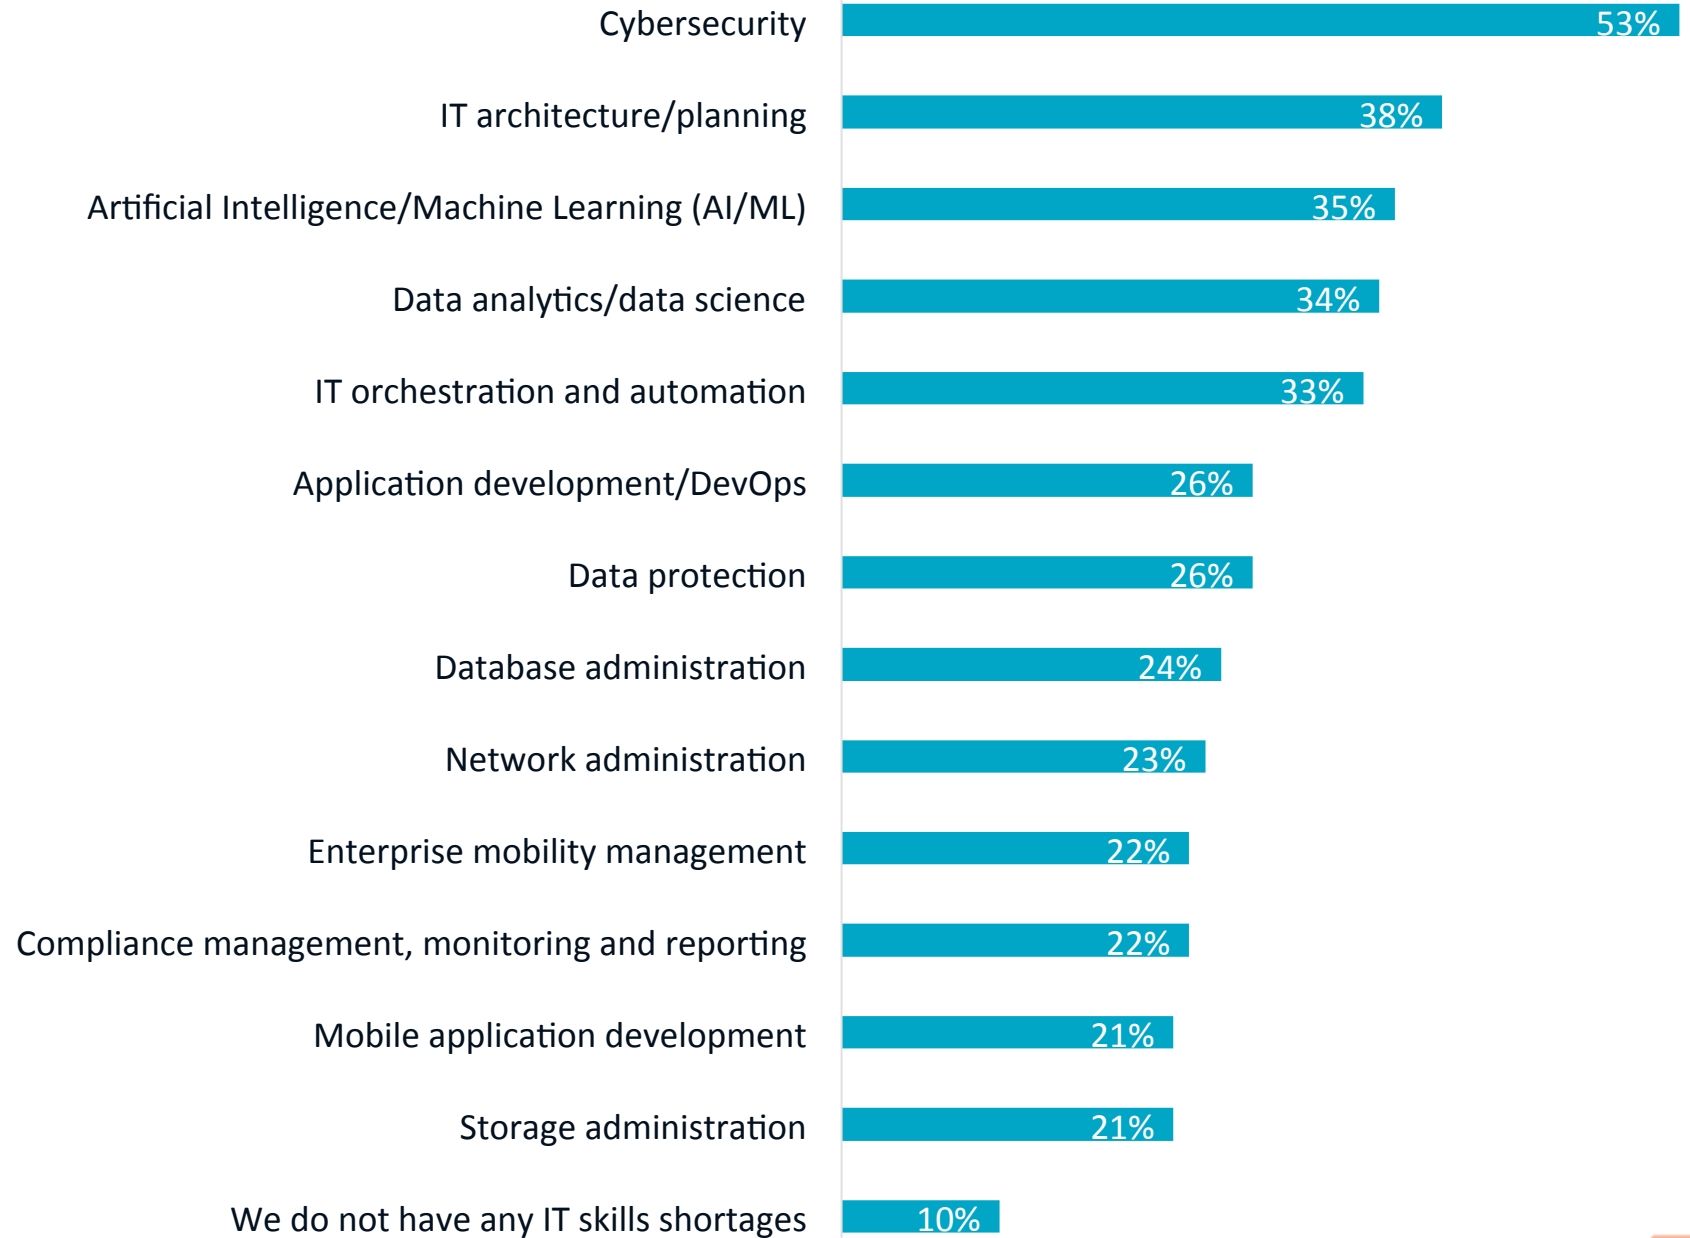 Cybersecurity 53%
IT architecture/planning 38%
Artificial Intelligence/Machine Learning (AI/ML) 35%
Data analytics/data science 34%
IT orchestration and automation 33%
Application development/DevOps 26%
Data protection 26%
Database administration 24%
Network administration 23%
Enterprise mobility management 22%
Compliance management, monitoring and reporting 22%
Mobile application development 21%
Storage administration 21%
We do not have any IT skills shortages 10%